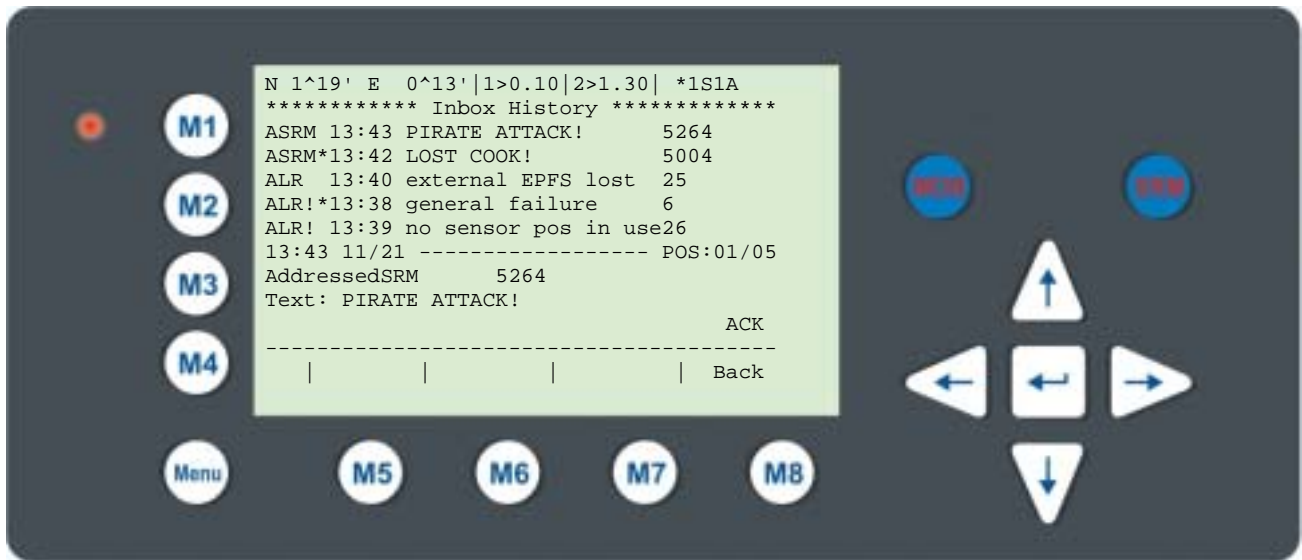 N 1^19' E  0^13'|1>0.10|2>1.30| *1S1A
************ Inbox History *************
ASRM 13:43 PIRATE ATTACK!      5264
ASRM*13:42 LOST COOK!          5004
ALR  13:40 external EPFS lost  25
ALR!*13:38 general failure     6
ALR! 13:39 no sensor pos in use26
13:43 11/21 ------------------ POS:01/05
AddressedSRM      5264
Text: PIRATE ATTACK!
ACK
----------------------------------------
|        |         |         |  Back
M1
M2
M3
M4
Menu
M5
M6
M7
M8